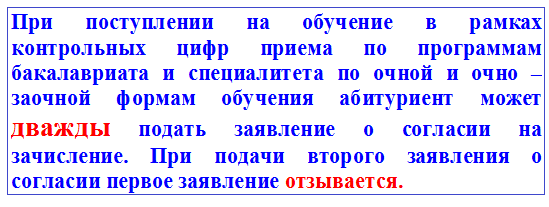 При поступлении на обучение в рамках
контрольных цифр приема по программам
бакалавриата и специалитета по очной и очно –
заочной формам обучения абитуриент может
дважды подать заявление о согласии на
зачисление. При подачи второго заявления о
согласии первое заявление отзывается.